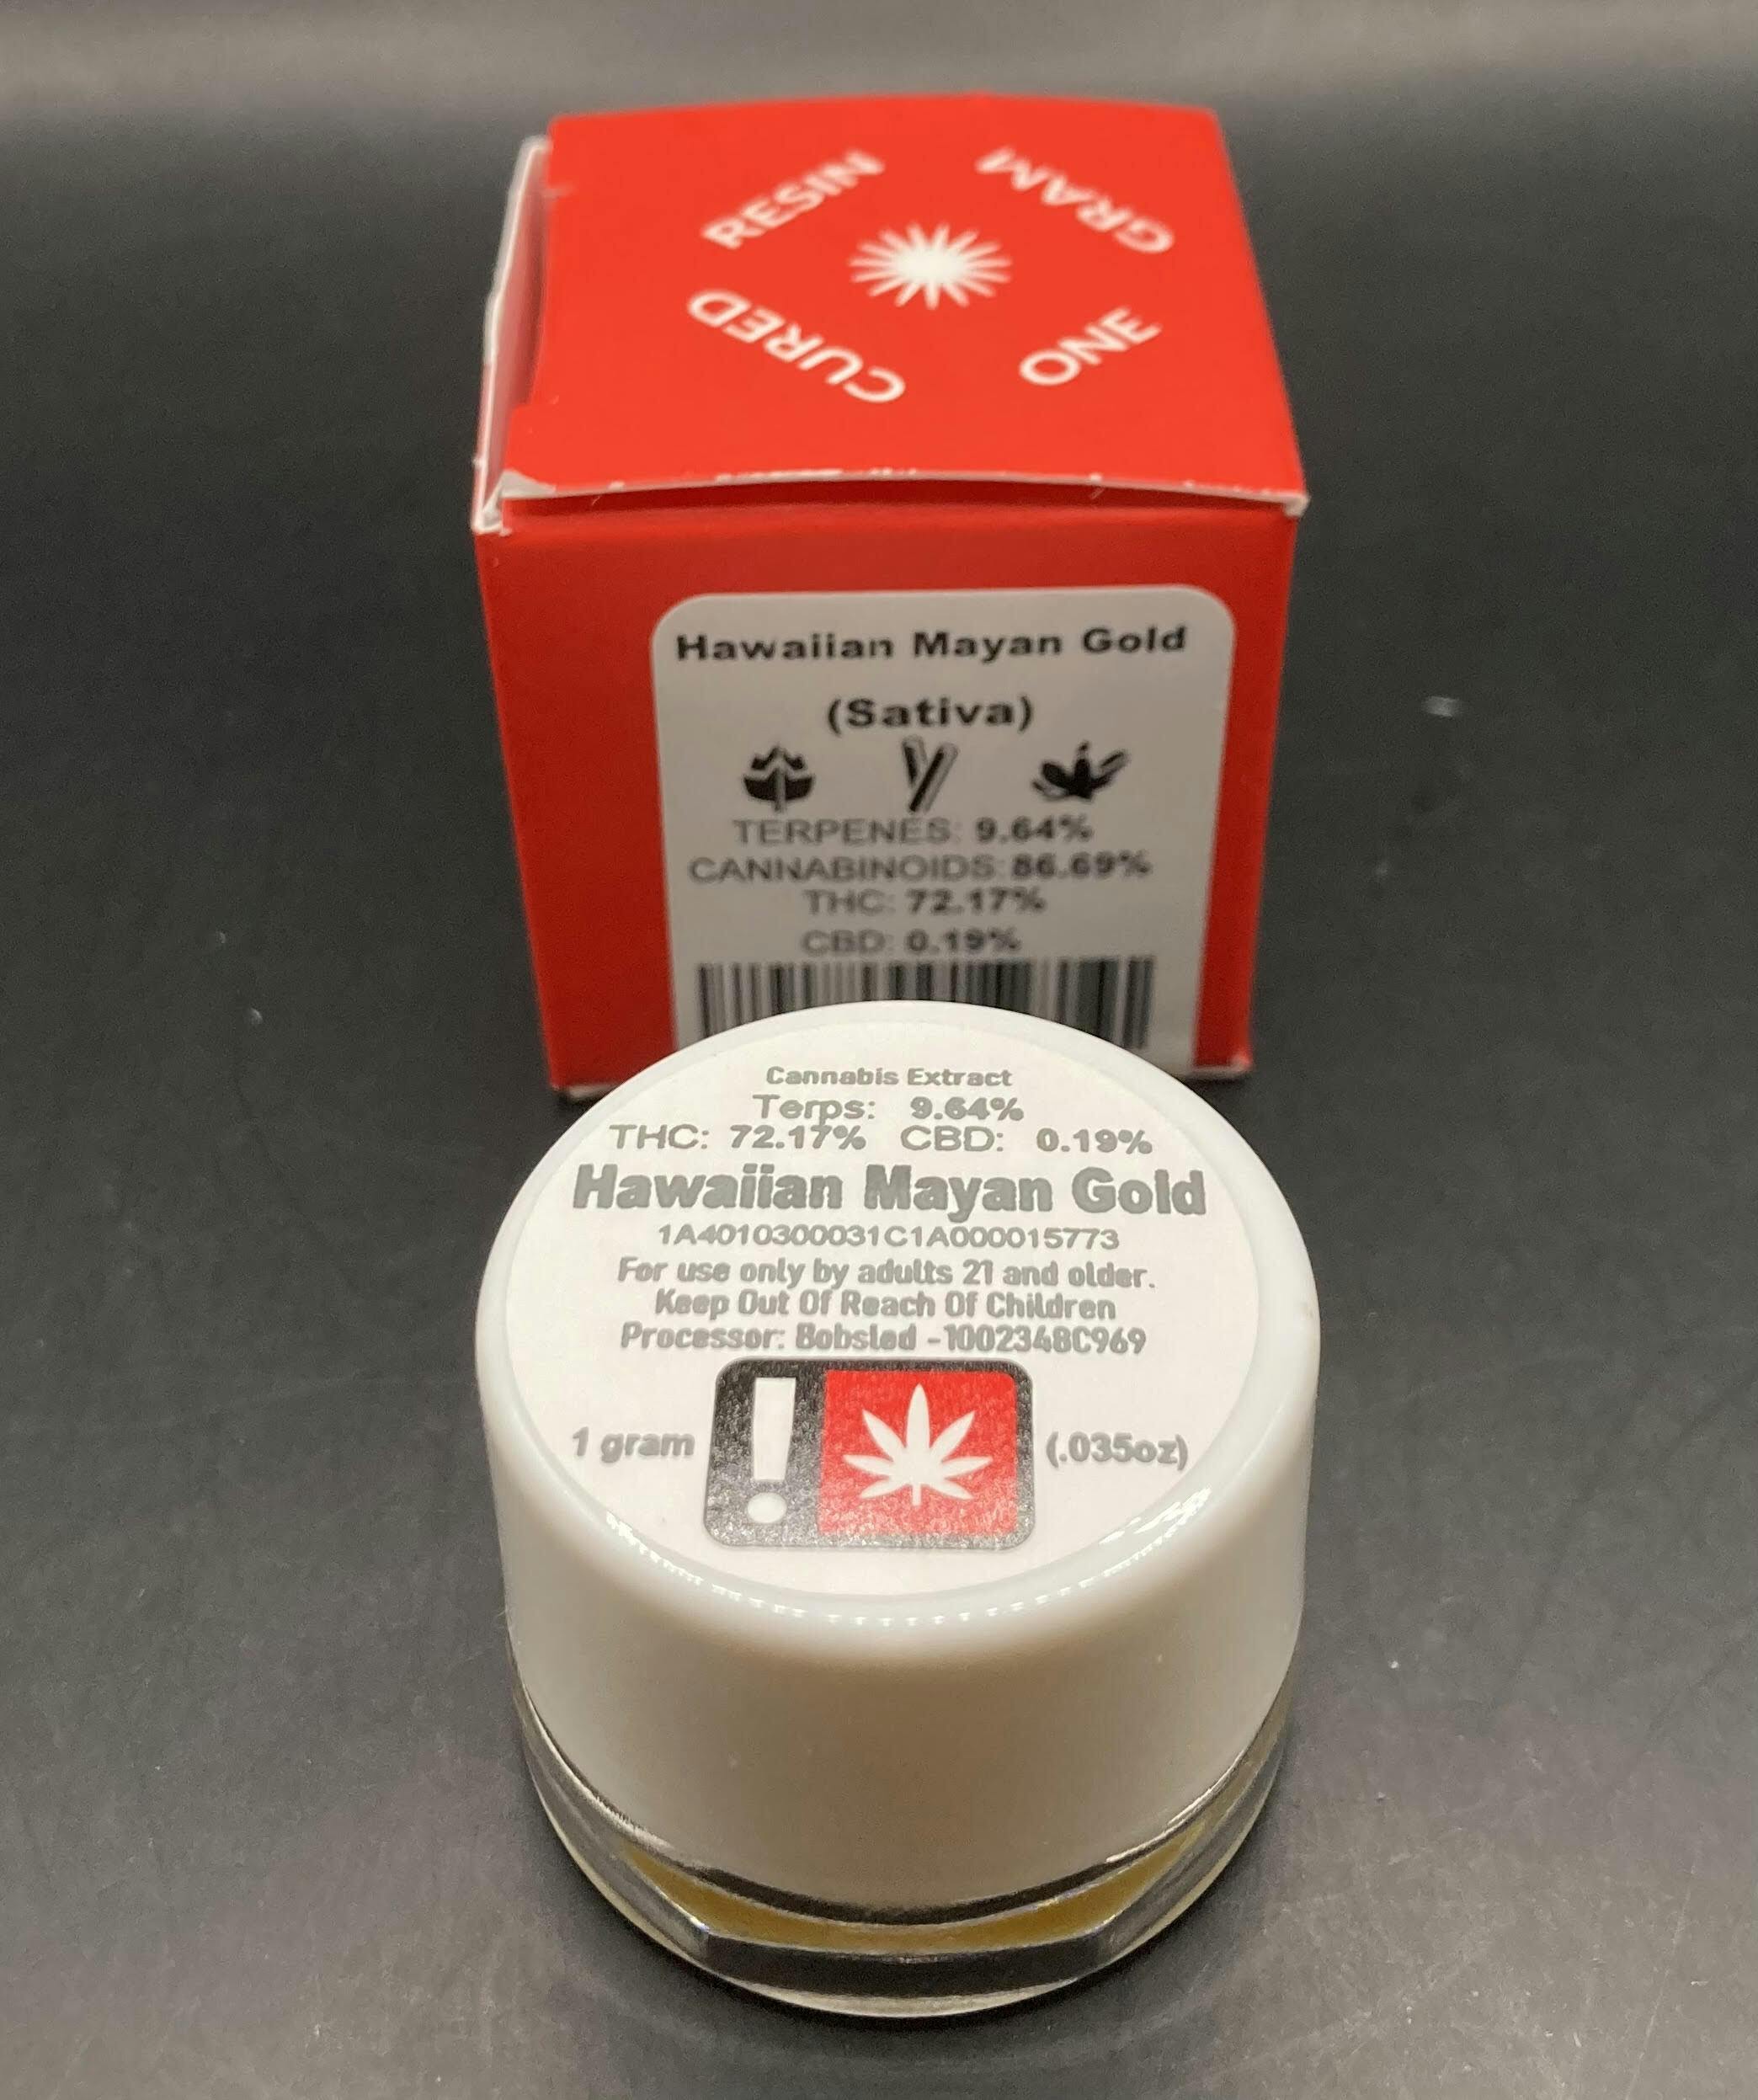 CURED RESIN
ONE GRAM
Hawaiian Mayan Gold
(Sativa)
TERPENES: 9.64%
CANNABINOIDS: 86.69%
THC: 72.17%
CBD: 0.19%
Cannabis Extract
Terps: 9.64%
THC: 72.17% CBD: 0.19%
Hawaiian Mayan Gold
1A4010300031C1A000015773
For use only by adults 21 and older.
Keep Out Of Reach Of Children
Processor: Bobsled -1002348C969
1 gram ! (.035oz)